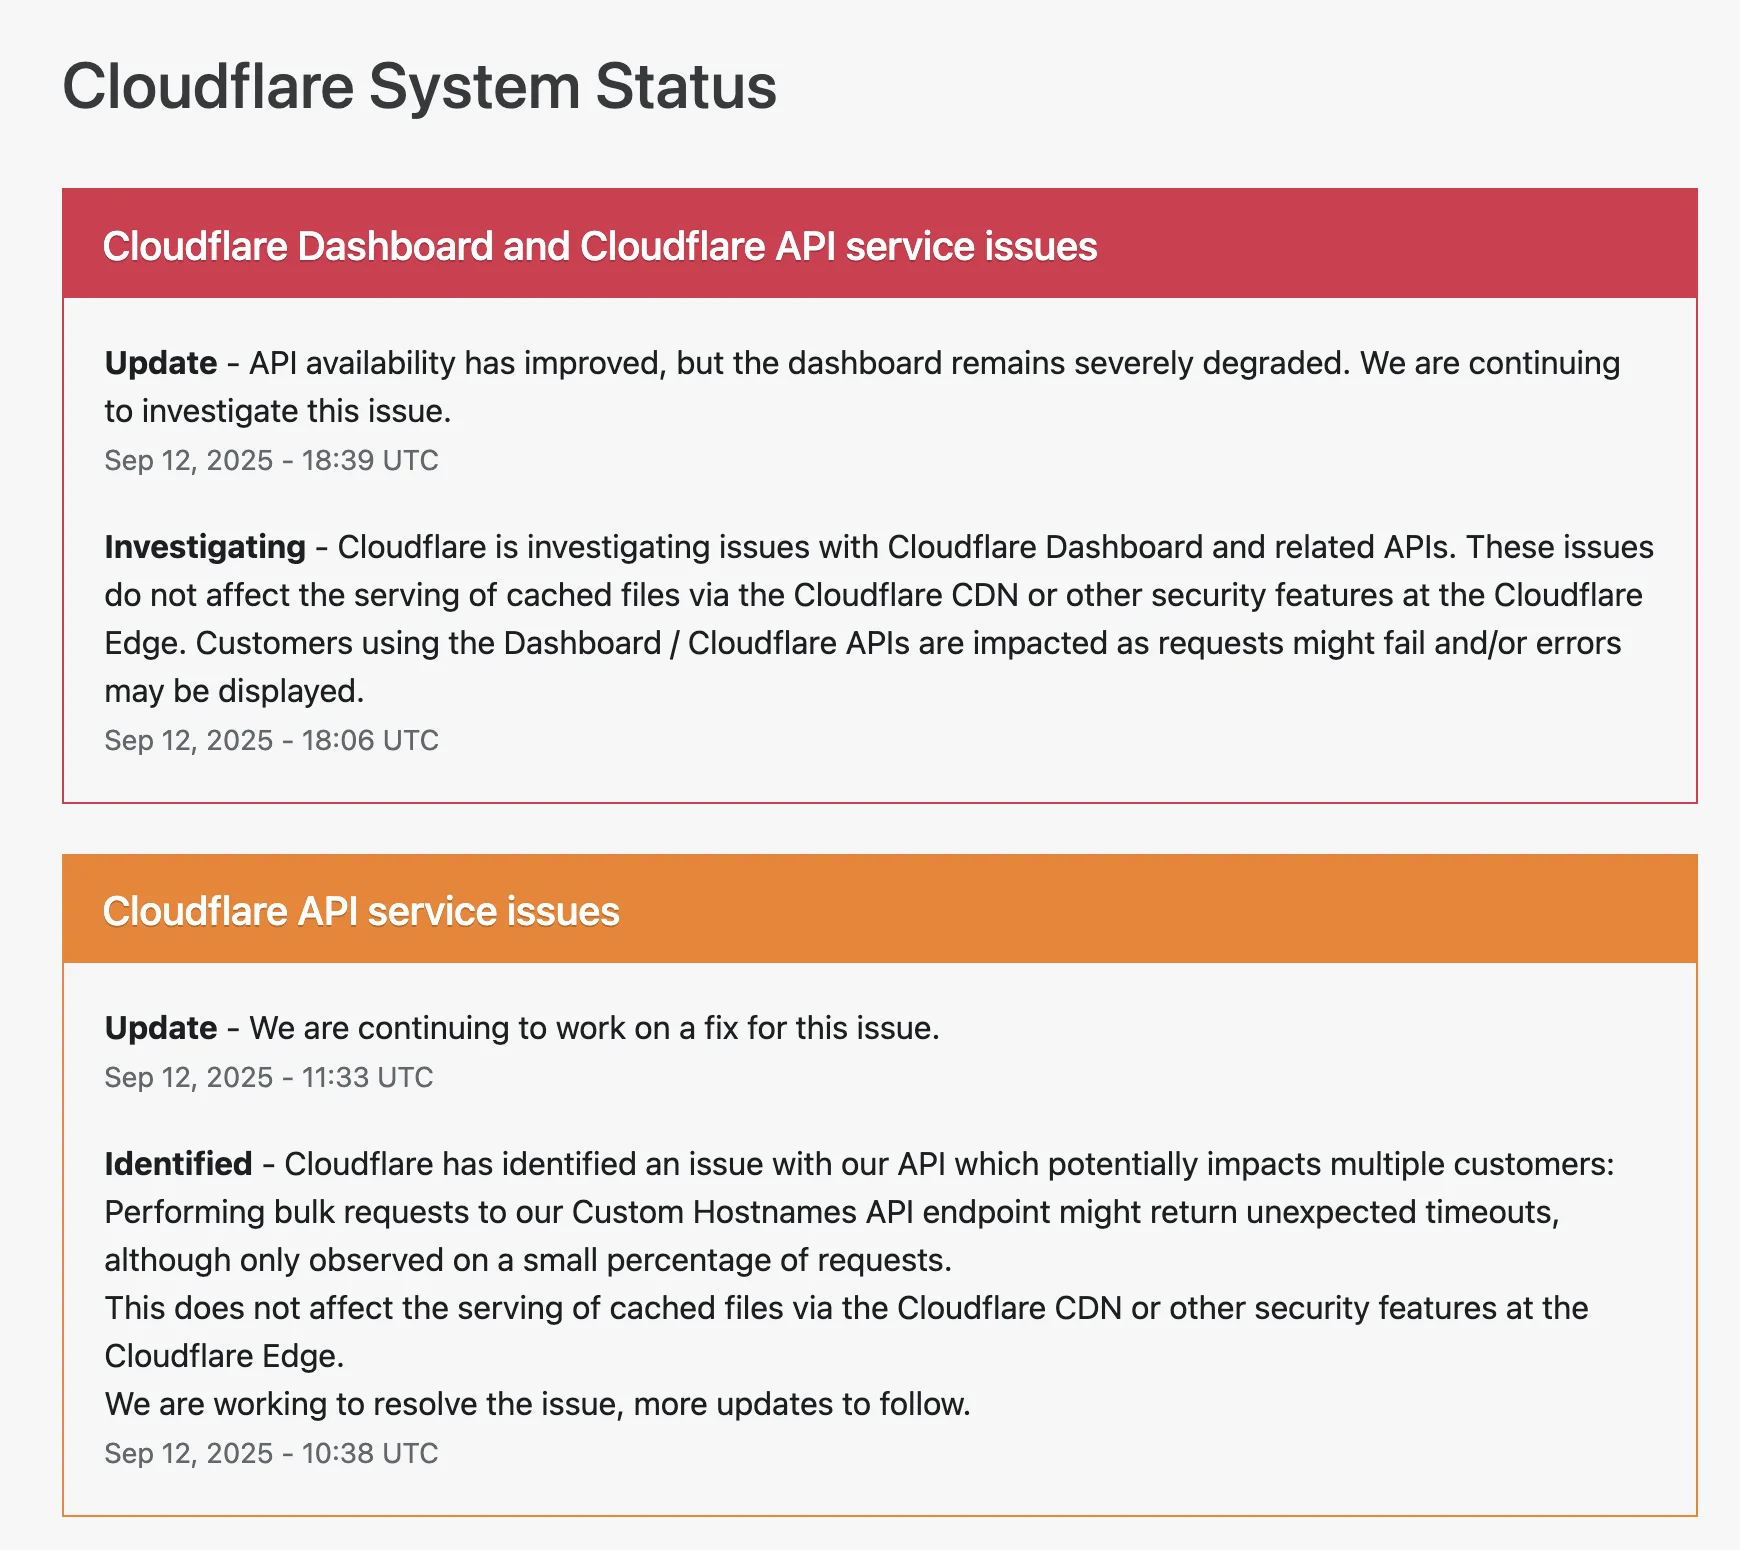 Cloudflare System Status
Cloudflare Dashboard and Cloudflare API service issues
Update - API availability has improved, but the dashboard remains severely degraded. We are continuing
to investigate this issue.
Sep 12, 2025 - 18:39 UTC
Investigating - Cloudflare is investigating issues with Cloudflare Dashboard and related APIs. These issues
do not affect the serving of cached files via the Cloudflare CDN or other security features at the Cloudflare
Edge. Customers using the Dashboard / Cloudflare APIs are impacted as requests might fail and/or errors
may be displayed.
Sep 12, 2025 - 18:06 UTC
Cloudflare API service issues
Update - We are continuing to work on a fix for this issue.
Sep 12, 2025 - 11:33 UTC
Identified - Cloudflare has identified an issue with our API which potentially impacts multiple customers:
Performing bulk requests to our Custom Hostnames API endpoint might return unexpected timeouts,
although only observed on a small percentage of requests.
This does not affect the serving of cached files via the Cloudflare CDN or other security features at the
Cloudflare Edge.
We are working to resolve the issue, more updates to follow.
Sep 12, 2025 - 10:38 UTC